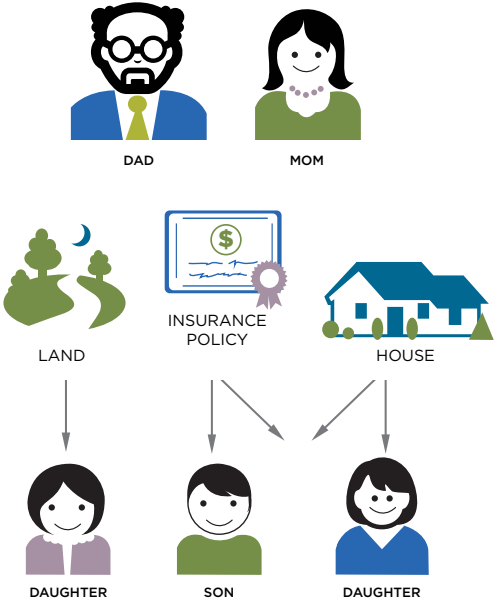 DAD
MOM
$
LAND
INSURANCE
POLICY
HOUSE
DAUGHTER
SON
DAUGHTER